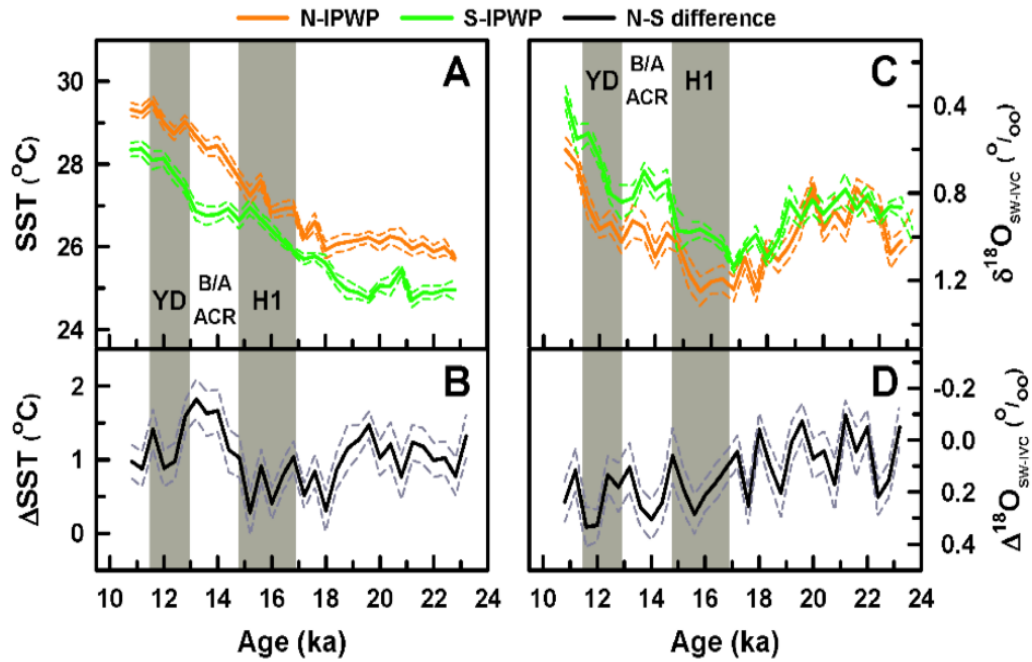 N-IPWP S-IPWP N-S difference
A
30
28
26
24
SST (°C)
YD
B/A
ACR
H1
B
2
1
0
ΔSST (°C)
10 12 14 16 18 20 22 24
Age (ka)
C
YD
B/A
ACR
H1
0.4
0.8
1.2
δ18Osw-ivc (o/oo)
D
-0.2
0.0
0.2
0.4
Δ18Osw-ivc (o/oo)
10 12 14 16 18 20 22 24
Age (ka)